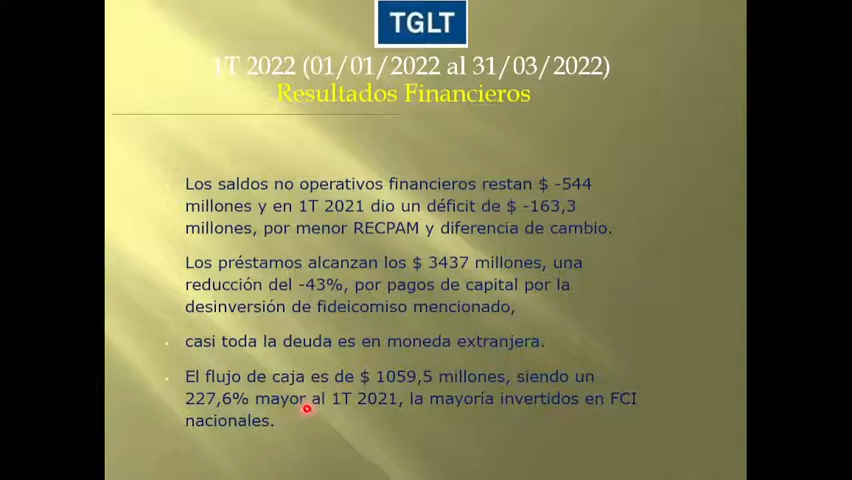 TGLT
1T 2022 (01/01/2022 al 31/03/2022)
Resultados Financieros
Los saldos no operativos financieros restan $ -544
millones y en 1T 2021 dio un déficit de $ -163,3
millones, por menor RECPAM y diferencia de cambio.
Los préstamos alcanzan los $ 3437 millones, una
reducción del -43%, por pagos de capital por la
desinversión de fideicomiso mencionado,
casi toda la deuda es en moneda extranjera.
El flujo de caja es de $ 1059,5 millones, siendo un
227,6% mayor al 1T 2021, la mayoría invertidos en FCI
nacionales.